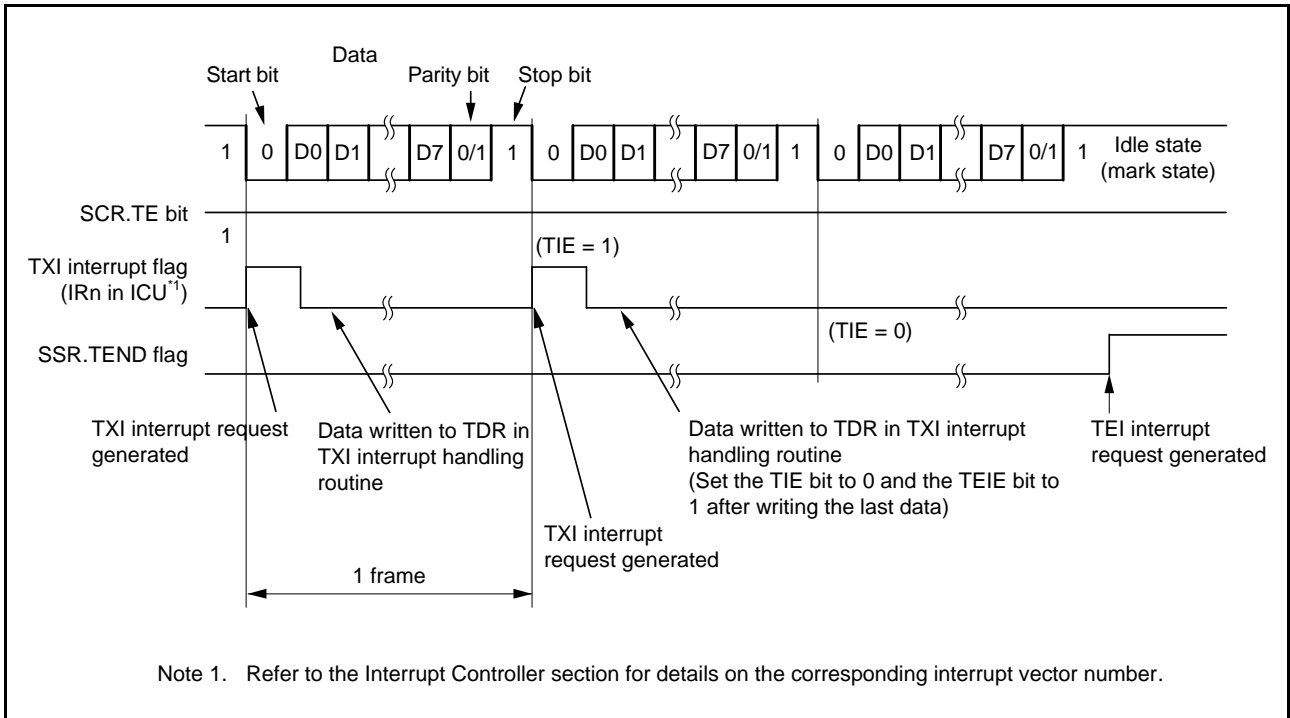 Data
Start bit
Parity bit
Stop bit
1 0 D0 D1 D7 0/1 1 0 D0 D1 D7 0/1 1 0 D0 D1 D7 0/1 1
Idle state
(mark state)
SCR.TE bit
1
(TIE = 1)
TXI interrupt flag
(IRn in ICU*1)
(TIE = 0)
SSR.TEND flag
TXI interrupt request
generated
Data written to TDR in
TXI interrupt handling
routine
Data written to TDR in TXI interrupt
handling routine
(Set the TIE bit to 0 and the TEIE bit to
1 after writing the last data)
TEI interrupt
request generated
TXI interrupt
request generated
1 frame
Note 1. Refer to the Interrupt Controller section for details on the corresponding interrupt vector number.